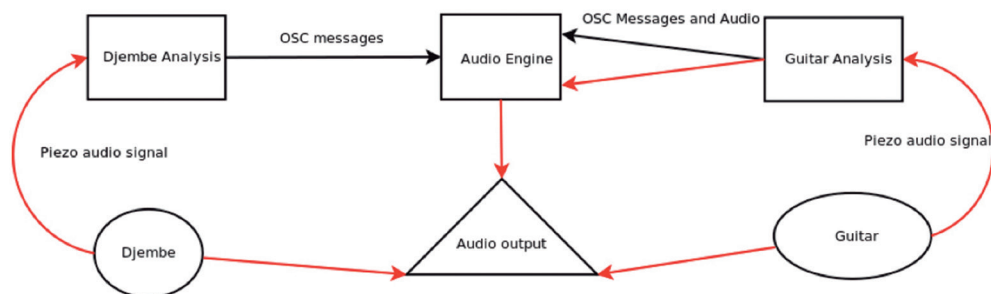 OSC Messages and Audio
OSC messages
Djembe Analysis
Audio Engine
Guitar Analysis
Piezo audio signal
Piezo audio signal
Djembe
Audio output
Guitar